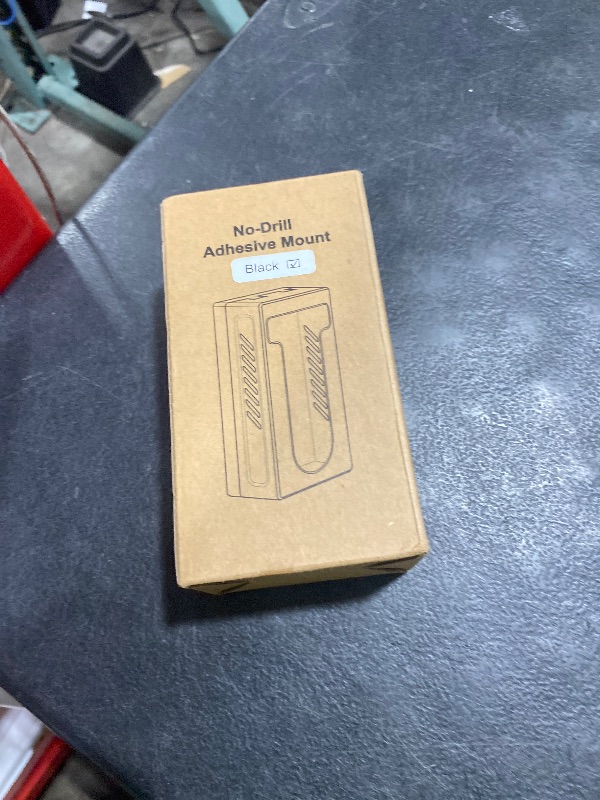 No-Drill
Adhesive Mount
Black ☑